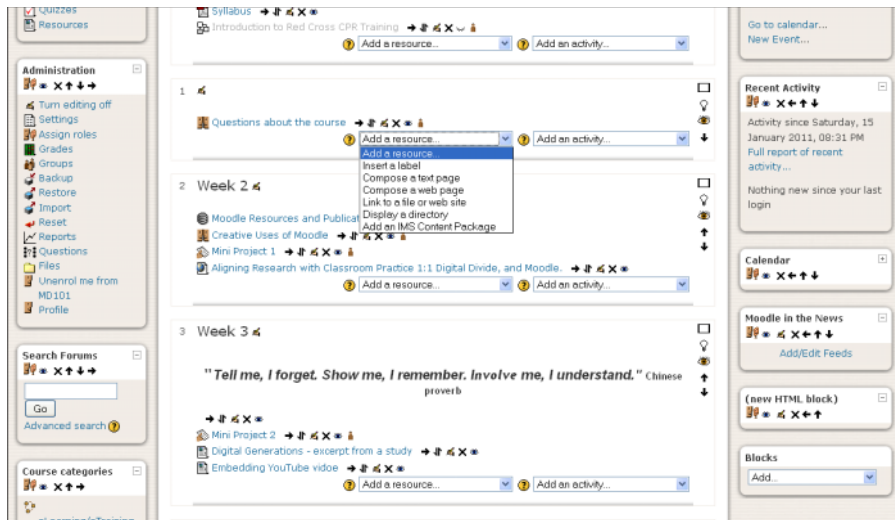 Quizzes
Resources
Administration
Turn editing off
Settings
Assign roles
Grades
Groups
Backup
Restore
Import
Reset
Reports
Questions
Files
Unenrol me from
MD101
Profile
Search Forums
Go
Advanced search
Course categories
Syllabus
Introduction to Red Cross CPR Training
Add a resource... Add an activity...
1
Questions about the course
Add a resource... Add an activity...
Add a resource...
Insert a label
Compose a text page
Compose a web page
Link to a file or web site
Display a directory
Add an IMS Content Package
2 Week 2
Moodle Resources and
Creative Uses of Moodle
Mini Project 1
Aligning Research with Classroom Practice 1:1 Digital Divide, and Moodle.
Add a resource... Add an activity...
3 Week 3
"Tell me, I forget. Show me, I remember. Involve me, I understand." Chinese
proverb
Mini Project 2
Digital Generations - excerpt from a study
Embedding YouTube vidoe
Add a resource... Add an activity...
Go to calendar...
New Event...
Recent Activity
Activity since Saturday, 15
January 2011, 08:31 PM
Full report of recent
activity...
Nothing new since your last
login
Calendar
Moodle in the News
Add/Edit Feeds
(new HTML block)
Blocks
Add...